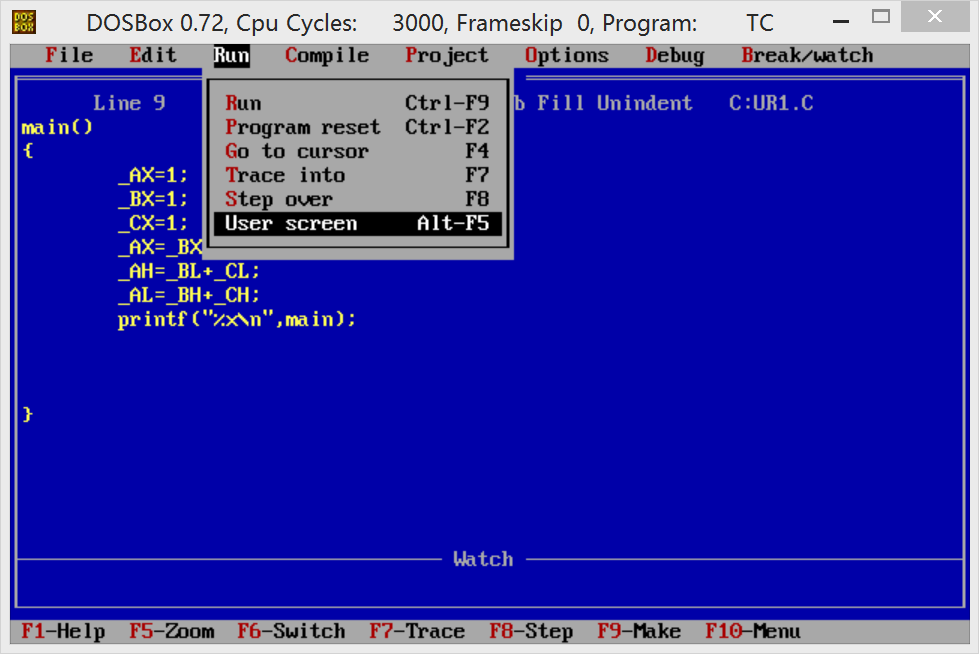 DOSBox 0.72, Cpu Cycles: 3000, Frameskip 0, Program: TC
File Edit Run Compile Project Options Debug Break/watch
Line 9 b Fill Unindent C:UR1.C
Run Ctrl-F9
Program reset Ctrl-F2
Go to cursor F4
Trace into F7
Step over F8
User screen Alt-F5
main()
{
_AX=1;
_BX=1;
_CX=1;
_AX=_BX
_AH=_BL+_CL;
_AL=_BH+_CH;
printf("%x\n",main);
}
Watch
F1-Help F5-Zoom F6-Switch F7-Trace F8-Step F9-Make F10-Menu